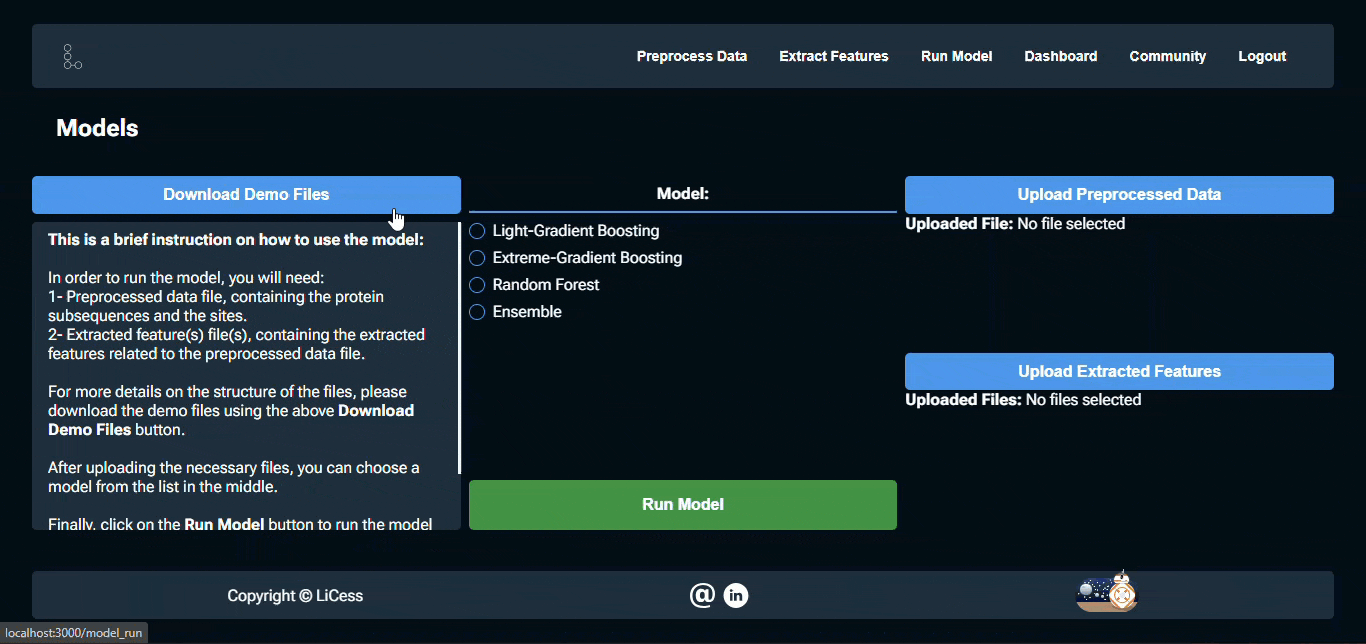 Preprocess Data Extract Features Run Model Dashboard Community Logout
Models
Download Demo Files
This is a brief instruction on how to use the model:
In order to run the model, you will need:
1- Preprocessed data file, containing the protein
subsequences and the sites.
2- Extracted feature(s) file(s), containing the extracted
features related to the preprocessed data file.
For more details on the structure of the files, please
download the demo files using the above Download
Demo Files button.
After uploading the necessary files, you can choose a
model from the list in the middle.
Finally, click on the Run Model button to run the model
Model:
Light-Gradient Boosting
Extreme-Gradient Boosting
Random Forest
Ensemble
Run Model
Upload Preprocessed Data
Uploaded File: No file selected
Upload Extracted Features
Uploaded Files: No files selected
Copyright © LiCess
@ in
localhost:3000/model_run